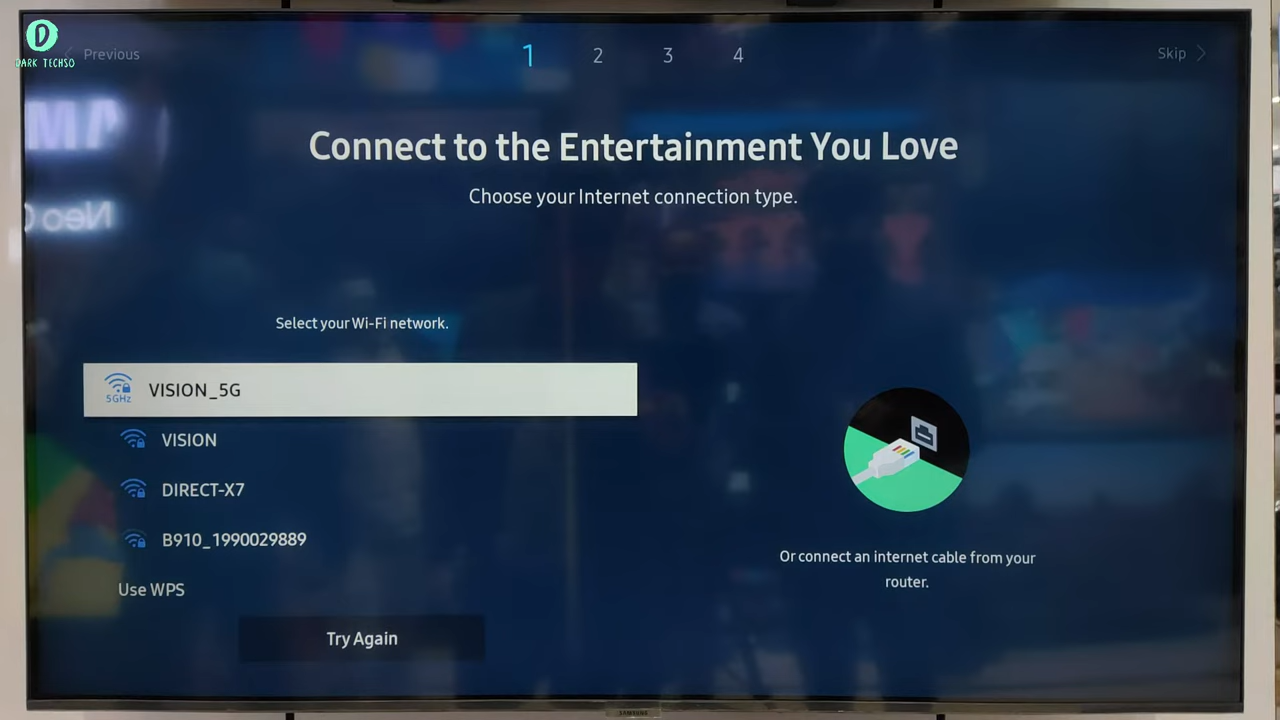 D
DARK TECHSO
Previous
1 2 3 4
Skip
Connect to the Entertainment You Love
Choose your Internet connection type.
Select your Wi-Fi network.
5GHz VISION_5G
VISION
DIRECT-X7
B910_1990029889
Use WPS
Try Again
Or connect an internet cable from your
router.
SAMSUNG